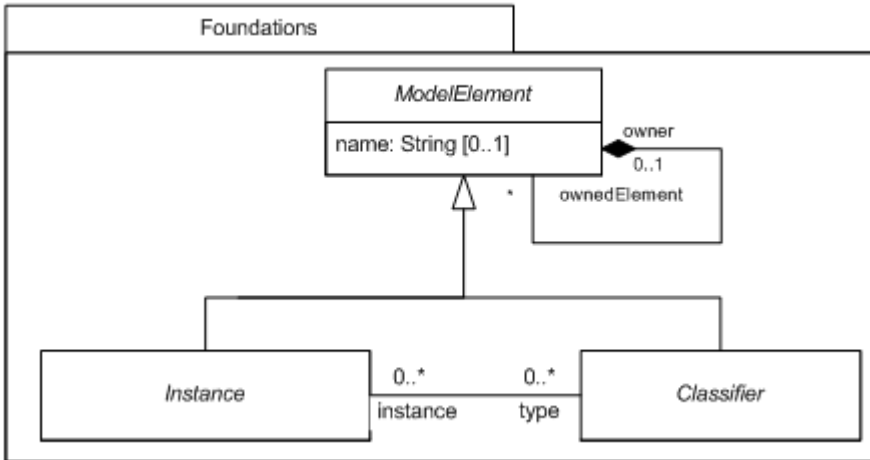 Foundations
ModelElement
name: String [0..1]
owner
0..1
*
ownedElement
Instance
0..*
instance
0..*
type
Classifier